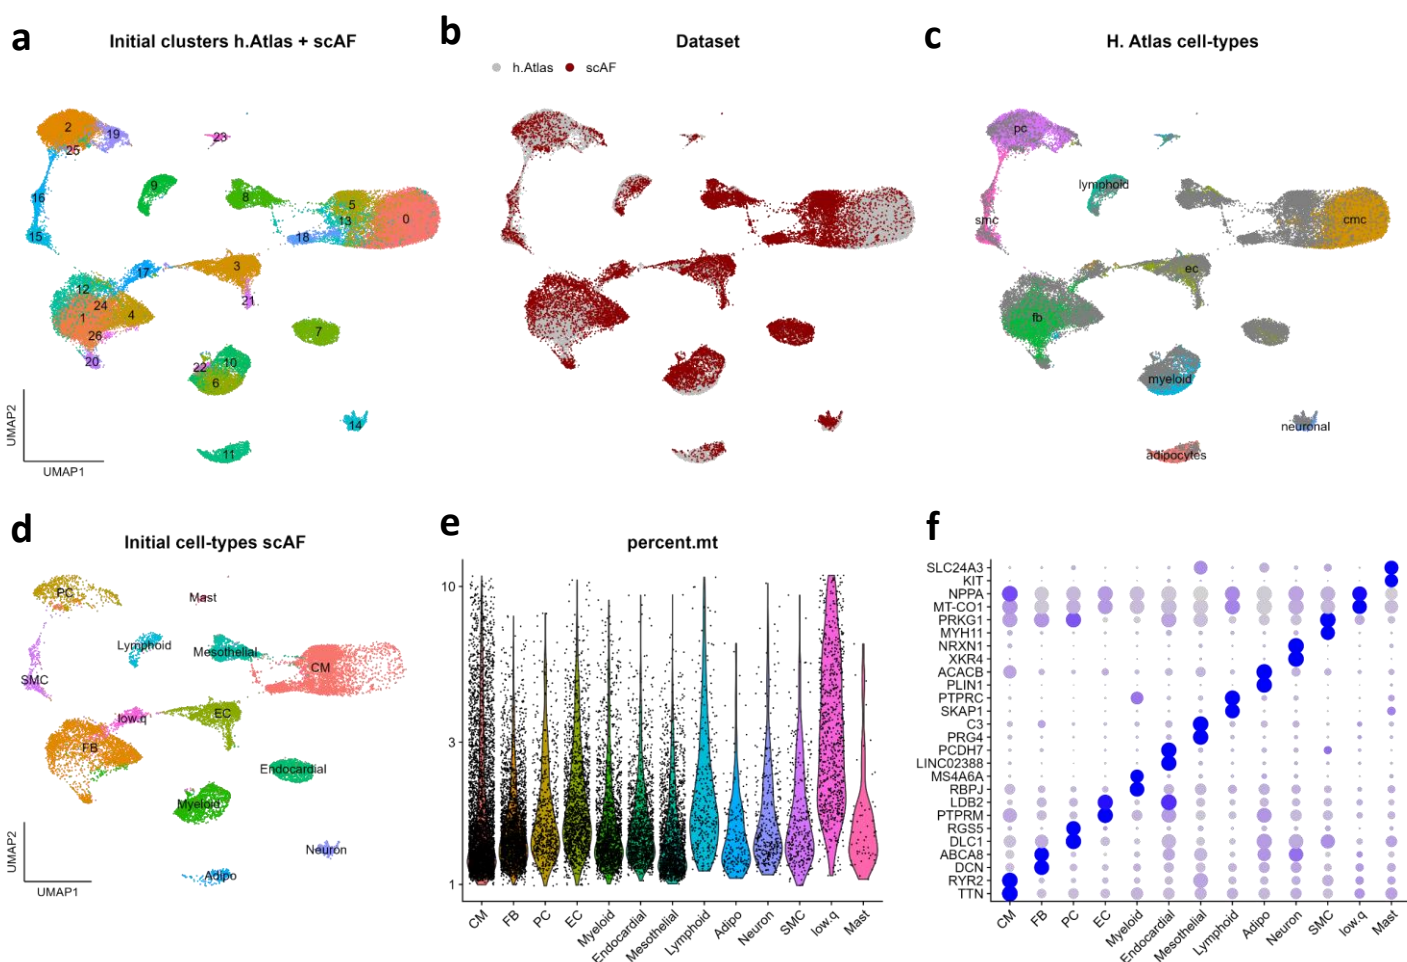 a
Initial clusters h.Atlas + scAF
2
19
25
23
16
9
8
5
0
13
15
18
12
17
3
21
24
1
4
26
20
7
22
10
6
14
11
UMAP2
UMAP1
b
Dataset
h.Atlas
scAF
c
H. Atlas cell-types
pc
lymphoid
smc
cmc
ec
fb
myeloid
neuronal
adipocytes
d
Initial cell-types scAF
PC
Mast
Lymphoid
Mesothelial
CM
SMC
low.q
EC
FB
Endocardial
Myeloid
Neuron
Adipo
UMAP2
UMAP1
e
percent.mt
10
3
1
CM
FB
PC
EC
Myeloid
Endocardial
Mesothelial
Lymphoid
Adipo
Neuron
SMC
low.q
Mast
f
SLC24A3
KIT
NPPA
MT-CO1
PRKG1
MYH11
NRXN1
XKR4
ACACB
PLIN1
PTPRC
SKAP1
C3
PRG4
PCDH7
LINC02388
MS4A6A
RBPJ
LDB2
PTPRM
RGS5
DLC1
ABCA8
DCN
RYR2
TTN
CM
FB
PC
EC
Myeloid
Endocardial
Mesothelial
Lymphoid
Adipo
Neuron
SMC
low.q
Mast